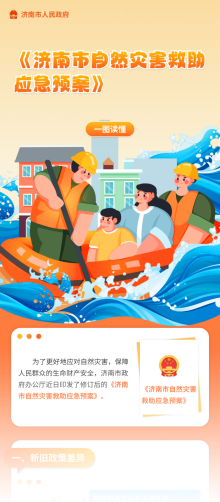 济南市人民政府
《济南市自然灾害救助
应急预案》
一图读懂
为了更好地应对自然灾害，保障
人民群众的生命财产安全，济南市政
府办公厅近日印发了修订后的《济南
市自然灾害救助应急预案》。
《济南市自然灾害
救助应急预案》
一、新旧政策差异